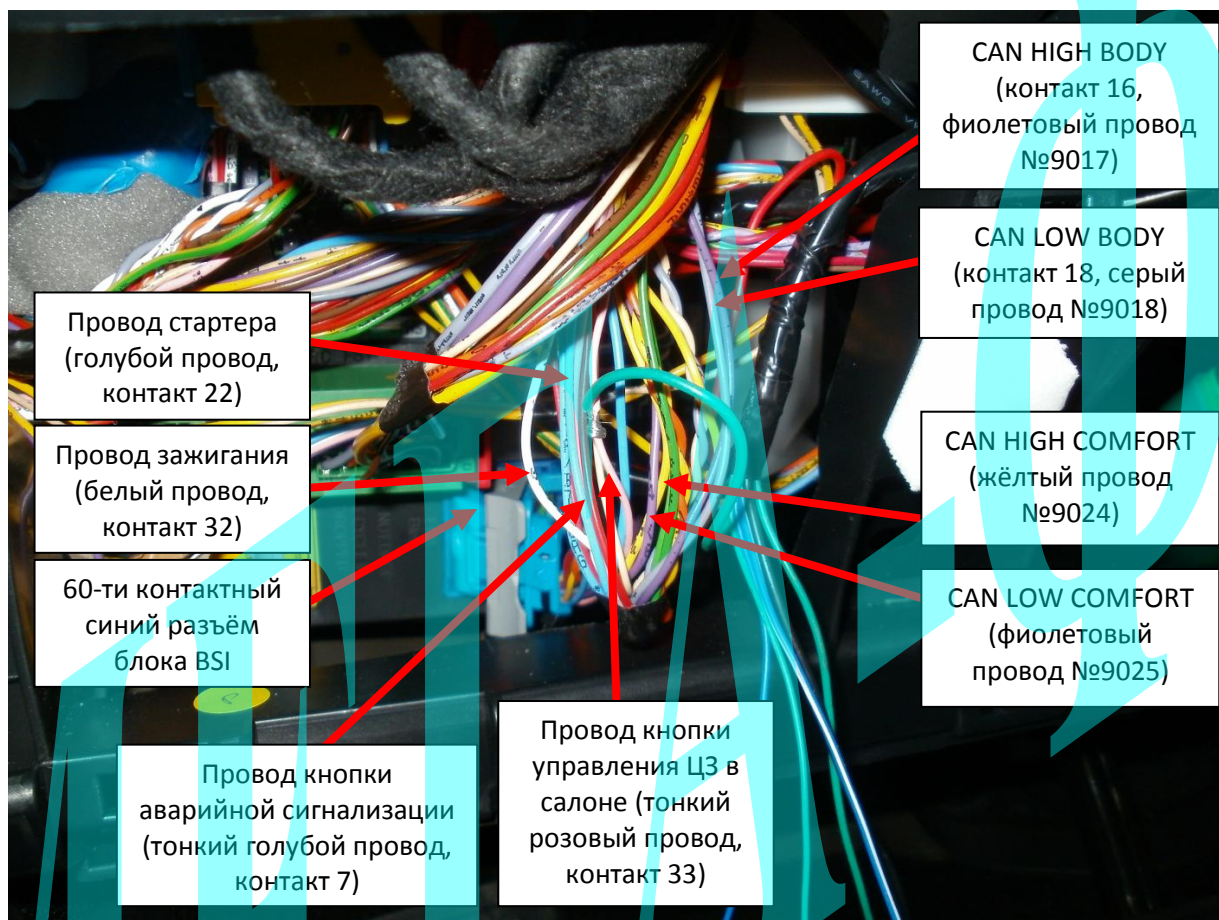 CAN HIGH BODY
(контакт 16,
фиолетовый провод
№9017)
CAN LOW BODY
(контакт 18, серый
провод №9018)
Провод стартера
(голубой провод,
контакт 22)
CAN HIGH COMFORT
(жёлтый провод
№9024)
Провод зажигания
(белый провод,
контакт 32)
60-ти контактный
синий разъём
блока BSI
CAN LOW COMFORT
(фиолетовый
провод №9025)
Провод кнопки
аварийной сигнализации
(тонкий голубой провод,
контакт 7)
Провод кнопки
управления ЦЗ в
салоне (тонкий
розовый провод,
контакт 33)
AWG